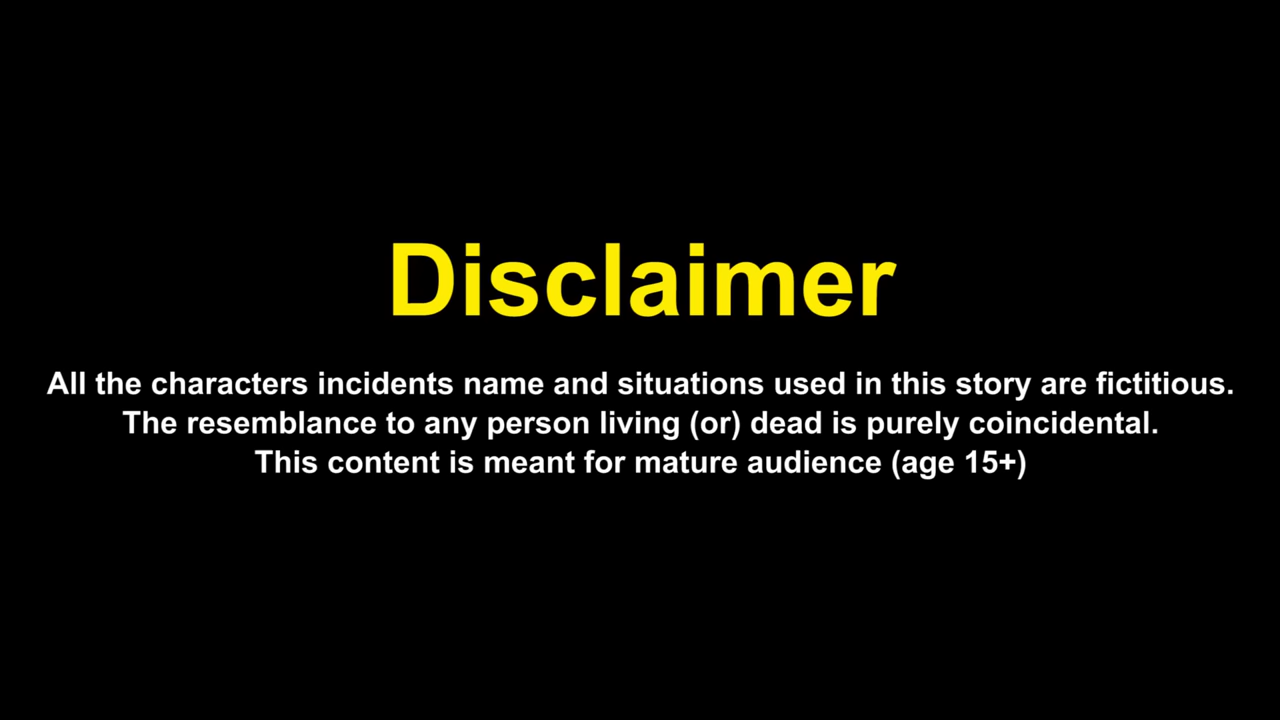 Disclaimer
All the characters incidents name and situations used in this story are fictitious.
The resemblance to any person living (or) dead is purely coincidental.
This content is meant for mature audience (age 15+)